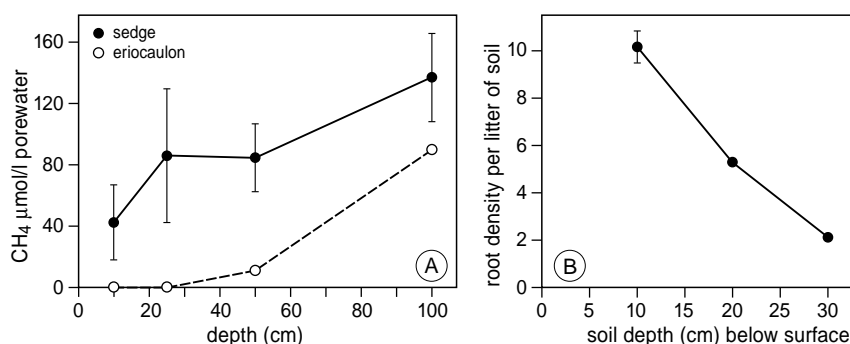 160
120
80
40
0
CH4 μmol/l porewater
sedge
eriocaulon
A
0 20 40 60 80 100
depth (cm)
10
8
6
4
2
0
root density per litter of soil
B
0 5 10 15 20 25 30
soil depth (cm) below surface